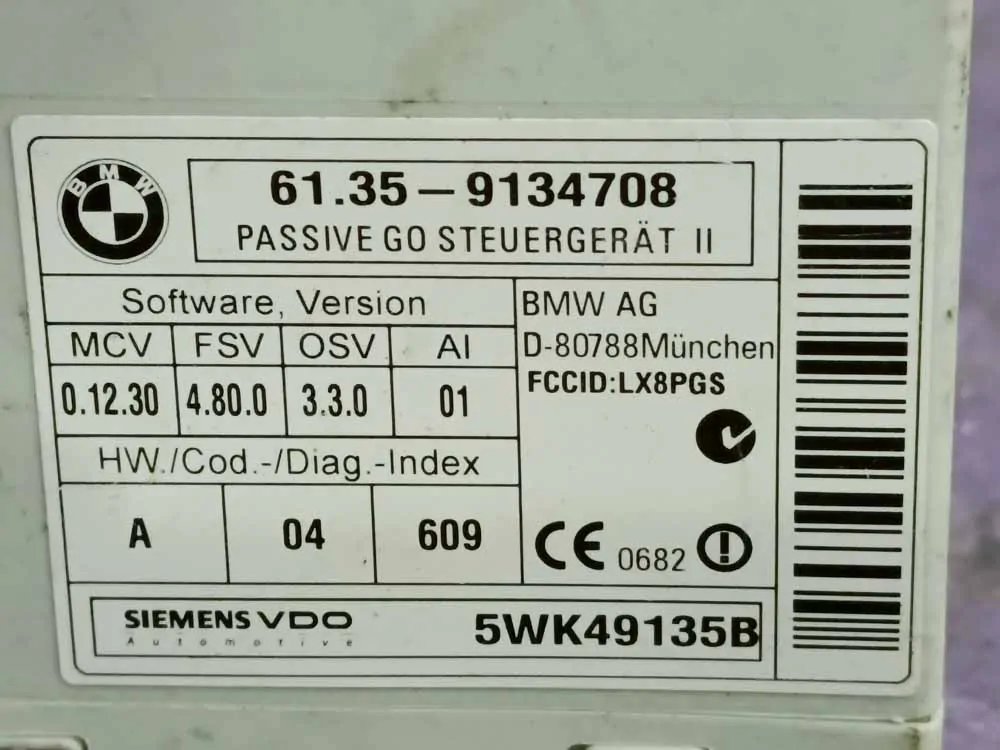 BMW
61.35-9134708
PASSIVE GO STEUERGERÄT II
Software, Version
MCV FSV OSV AI
0.12.30 4.80.0 3.3.0 01
HW./Cod.-/Diag.-Index
A 04 609
BMW AG
D-80788München
FCCID:LX8PGS
CE 0682
SIEMENS VDO
Automotive
5WK49135B